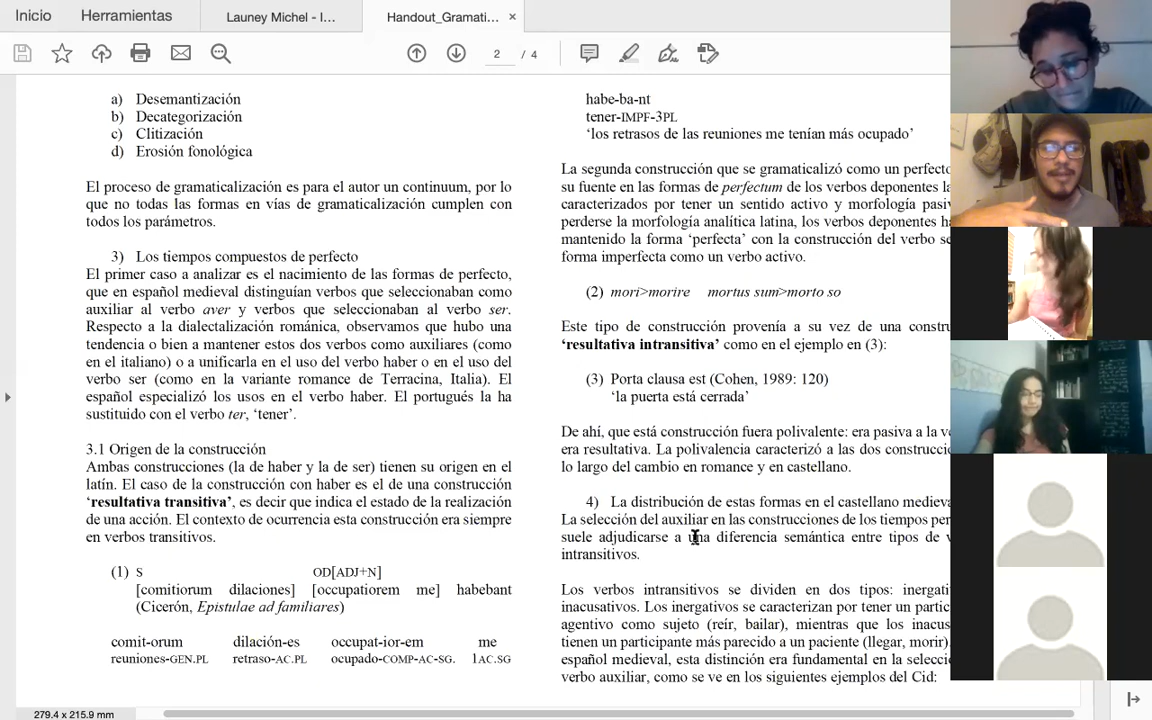 Inicio
Herramientas
Launey Michel - I...
Handout_Gramati...
2
/ 4
a) Desemantización
b) Decategorización
c) Clitización
d) Erosión fonológica
El proceso de gramaticalización es para el autor un continuum, por lo
que no todas las formas en vías de gramaticalización cumplen con
todos los parámetros.
3) Los tiempos compuestos de perfecto
El primer caso a analizar es el nacimiento de las formas de perfecto,
que en español medieval distinguían verbos que seleccionaban como
auxiliar al verbo aver y verbos que seleccionaban al verbo ser.
Respecto a la dialectalización románica, observamos que hubo una
tendencia o bien a mantener estos dos verbos como auxiliares (como
en el italiano) o a unificarla en el uso del verbo haber o en el uso del
verbo ser (como en la variante romance de Terracina, Italia). El
español especializó los usos en el verbo haber. El portugués la ha
sustituido con el verbo ter, ‘tener’.
3.1 Origen de la construcción
Ambas construcciones (la de haber y la de ser) tienen su origen en el
latín. El caso de la construcción con haber es el de una construcción
‘resultativa transitiva’, es decir que indica el estado de la realización
de una acción. El contexto de ocurrencia esta construcción era siempre
en verbos transitivos.
(1) S OD[ADJ+N]
[comitiorum dilaciones] [occupatiorem me] habebant
(Cicerón, Epistulae ad familiares)
comit-orum dilación-es occupat-ior-em me
reuniones-GEN.PL retraso-AC.PL ocupado-COMP-AC-SG. 1AC.SG
habe-ba-nt
tener-IMPF-3PL
‘los retrasos de las reuniones me tenían más ocupado’
La segunda construcción que se gramaticalizó como un perfecto
su fuente en las formas de perfectum de los verbos deponentes la
caracterizados por tener un sentido activo y morfología pasiv
perderse la morfología analítica latina, los verbos deponentes ha
mantenido la forma ‘perfecta’ con la construcción del verbo se
forma imperfecta como un verbo activo.
(2) mori>morire mortus sum>morto so
Este tipo de construcción provenía a su vez de una constru
‘resultativa intransitiva’ como en el ejemplo en (3):
(3) Porta clausa est (Cohen, 1989: 120)
‘la puerta está cerrada’
De ahí, que está construcción fuera polivalente: era pasiva a la ve
era resultativa. La polivalencia caracterizó a las dos construcci
lo largo del cambio en romance y en castellano.
4) La distribución de estas formas en el castellano medieva
La selección del auxiliar en las construcciones de los tiempos per
suele adjudicarse a una diferencia semántica entre tipos de v
intransitivos.
Los verbos intransitivos se dividen en dos tipos: inergati
inacusativos. Los inergativos se caracterizan por tener un partic
agentivo como sujeto (reír, bailar), mientras que los inacus
tienen un participante más parecido a un paciente (llegar, morir)
español medieval, esta distinción era fundamental en la selecci
verbo auxiliar, como se ve en los siguientes ejemplos del Cid:
279.4 x 215.9 mm